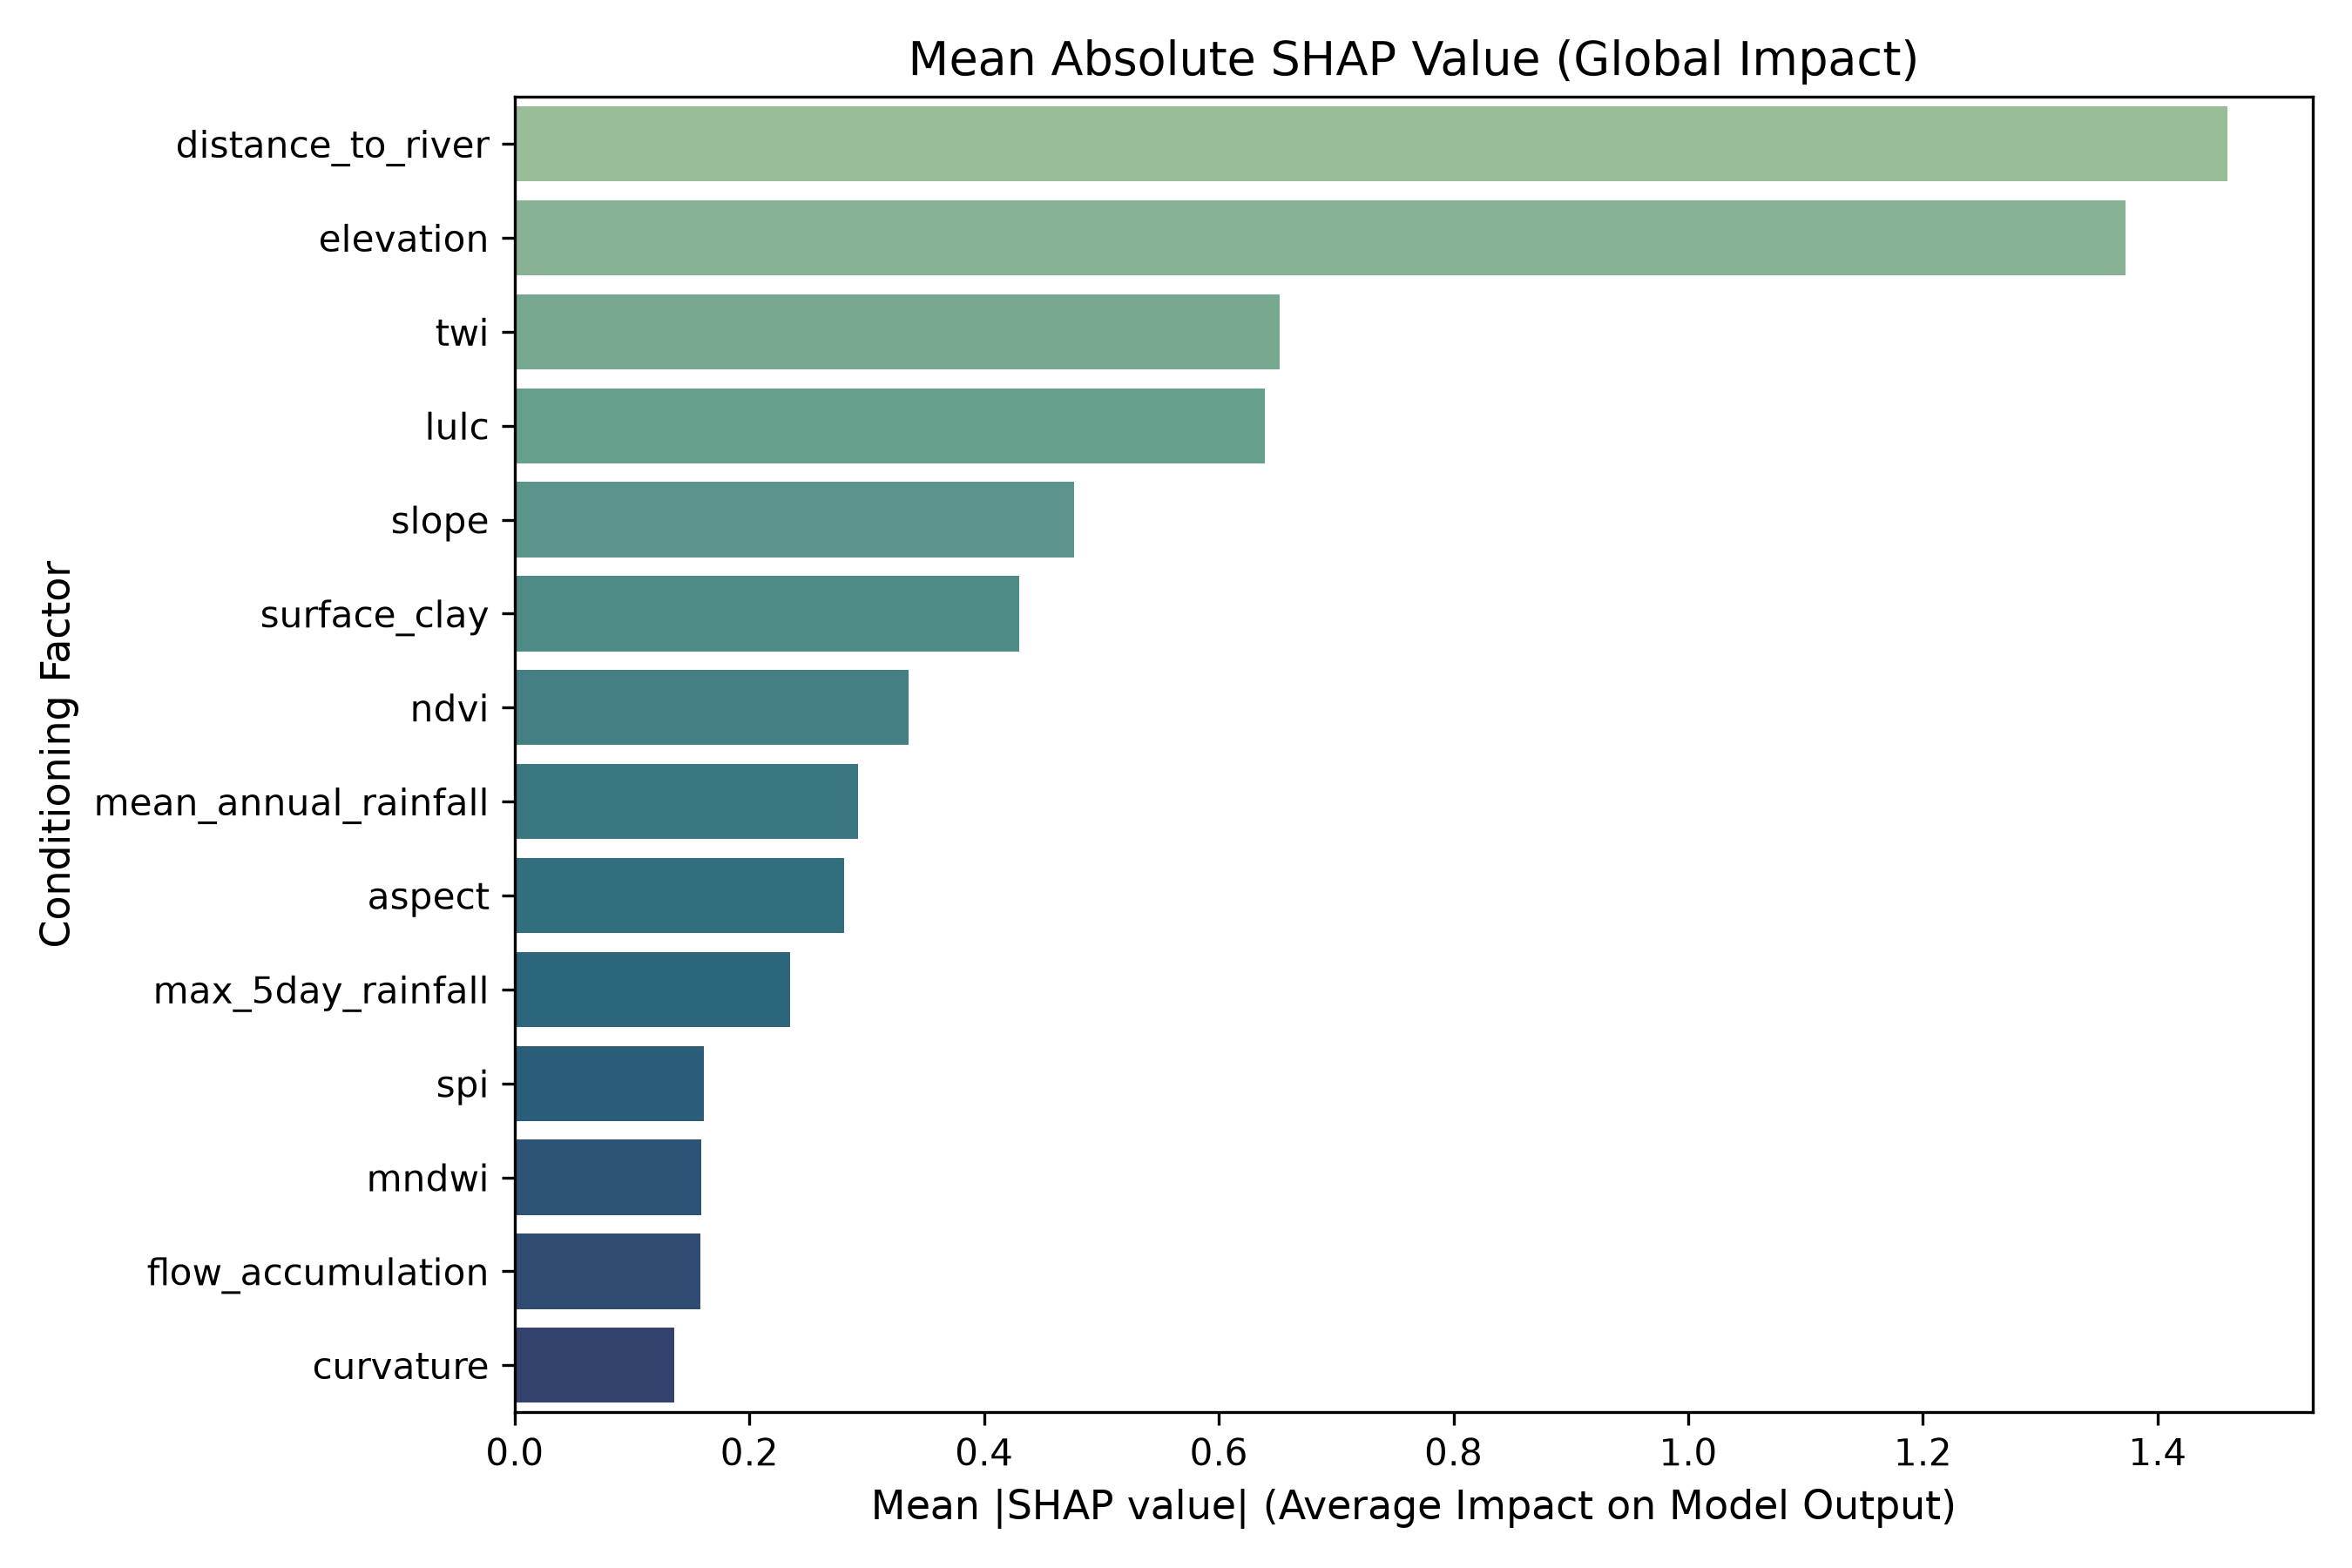 Mean Absolute SHAP Value (Global Impact)
Conditioning Factor
distance_to_river
elevation
twi
lulc
slope
surface_clay
ndvi
mean_annual_rainfall
aspect
max_5day_rainfall
spi
mndwi
flow_accumulation
curvature
0.0 0.2 0.4 0.6 0.8 1.0 1.2 1.4
Mean |SHAP value| (Average Impact on Model Output)